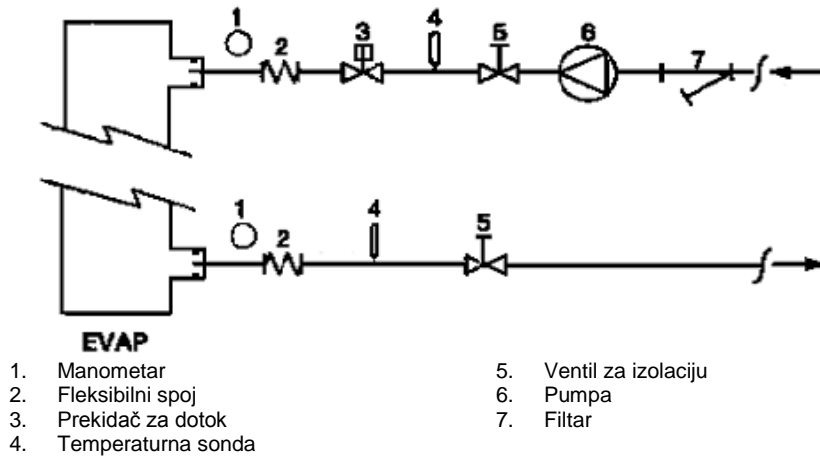 1 2 3 4 5 6 7
1 2 4 5
EVAP
1. Manometar
2. Fleksibilni spoj
3. Prekidač za dotok
4. Temperaturna sonda
5. Ventil za izolaciju
6. Pumpa
7. Filtar